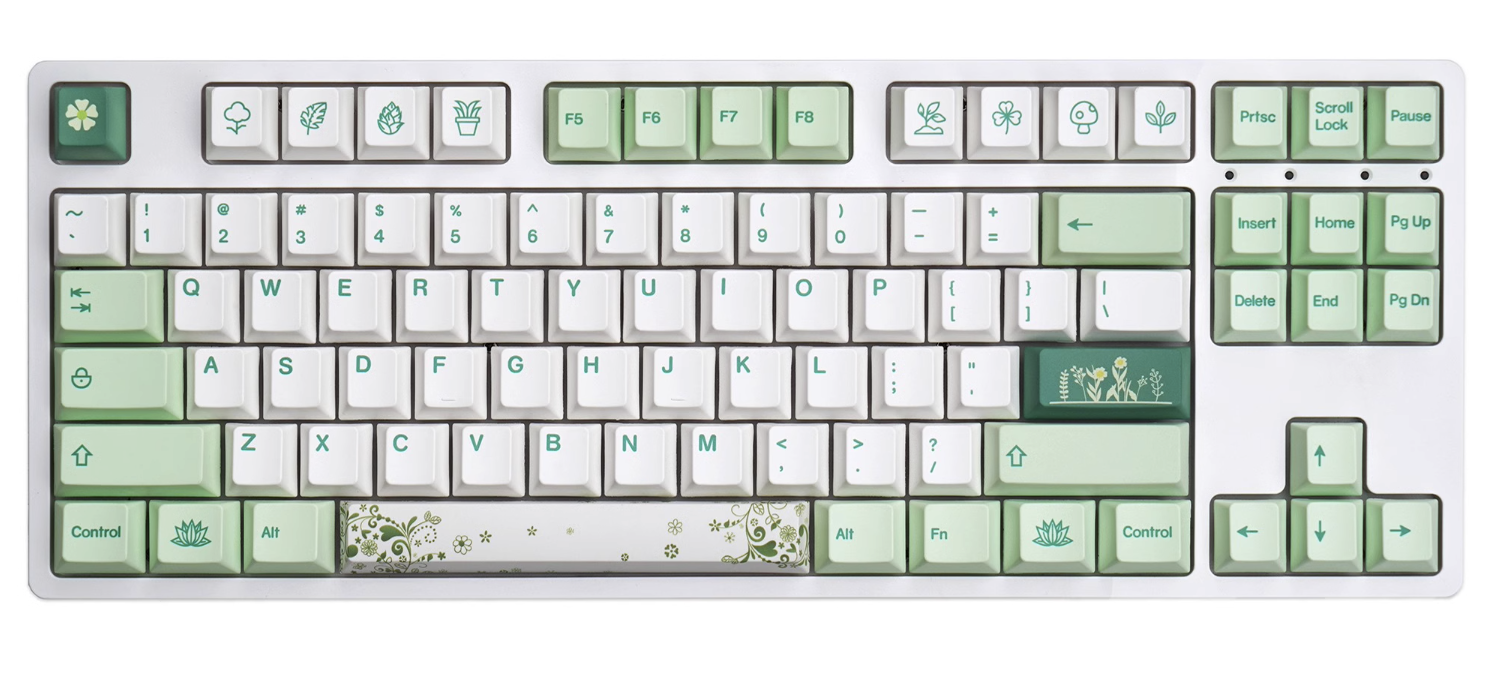 F5 F6 F7 F8 Prtsc Scroll Lock Pause
~ ! @ # $ % ^ & * ( ) — +
` 1 2 3 4 5 6 7 8 9 0 - = ← Insert Home Pg Up
Q W E R T Y U I O P { } |
[ ] \ Delete End Pg Dn
A S D F G H J K L : "
; '
Z X C V B N M < > ?
, . /
↑
Control Alt Alt Fn Control ← ↓ →